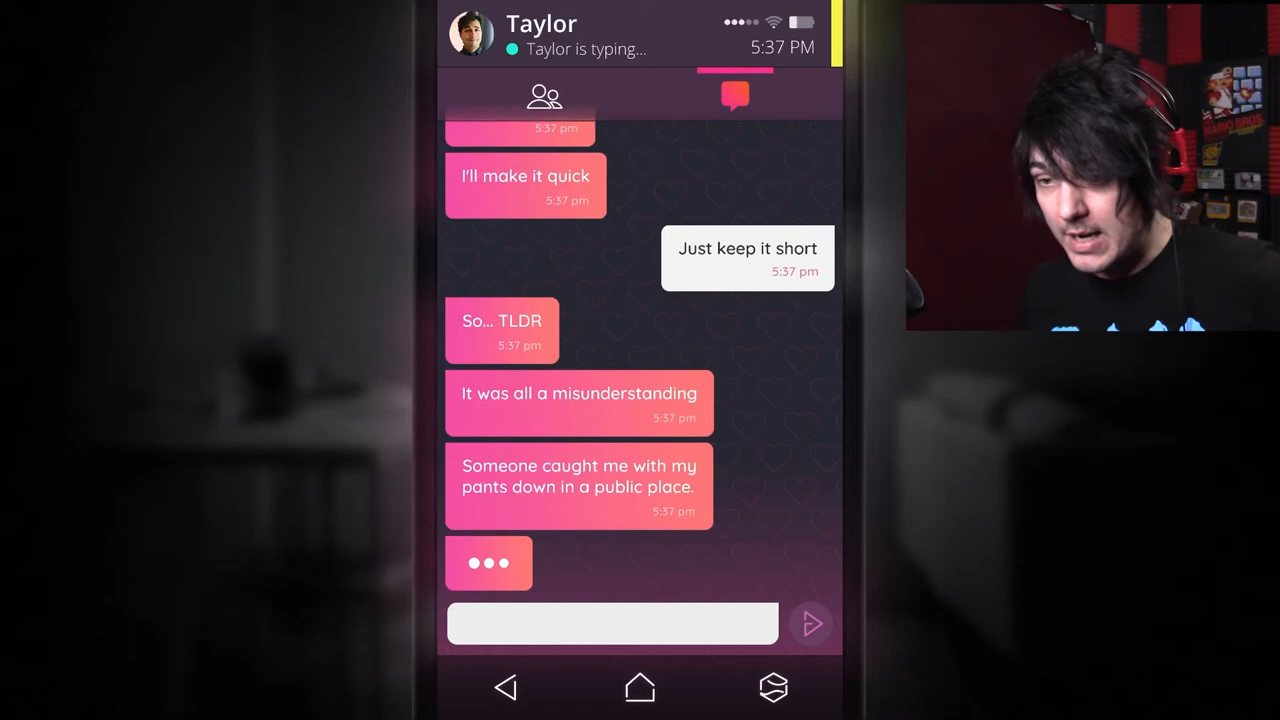 Taylor
Taylor is typing...
5:37 PM
5:37 pm
I'll make it quick
5:37 pm
Just keep it short
5:37 pm
So... TLDR
5:37 pm
It was all a misunderstanding
5:37 pm
Someone caught me with my
pants down in a public place.
5:37 pm
MARIO BROS.